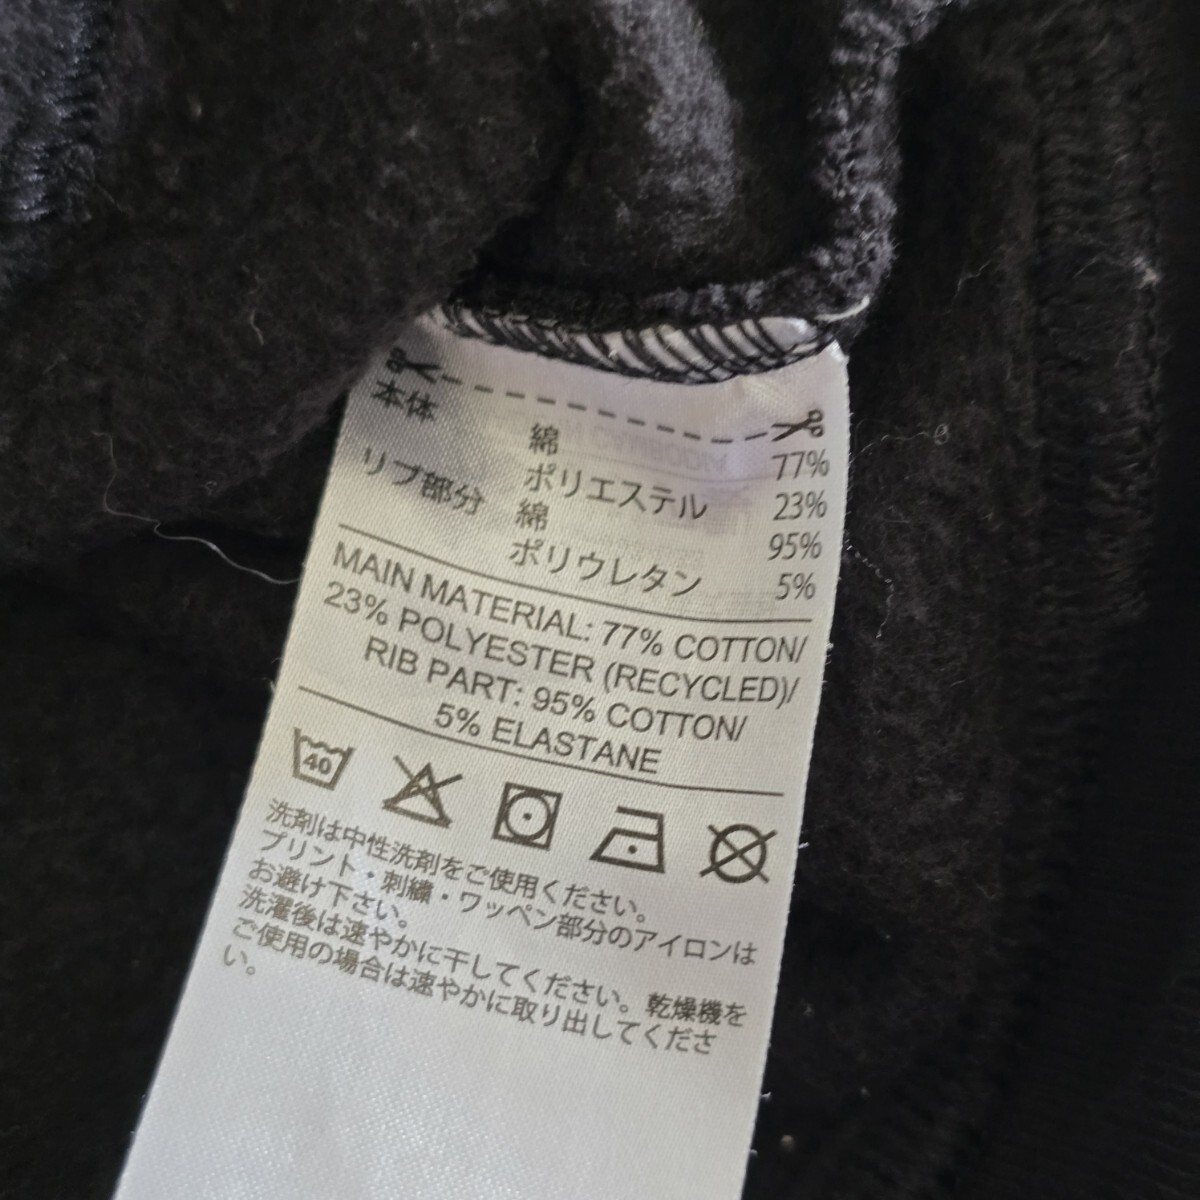 本体 綿 77%
ポリエステル 23%
リブ部分 綿 95%
ポリウレタン 5%
MAIN MATERIAL: 77% COTTON/
23% POLYESTER (RECYCLED)/
RIB PART: 95% COTTON/
5% ELASTANE
40
洗剤は中性洗剤をご使用ください。
プリント・刺繍・ワッペン部分のアイロンは
お避け下さい。
洗濯後は速やかに干してください。乾燥機を
ご使用の場合は速やかに取り出してくださ
い。